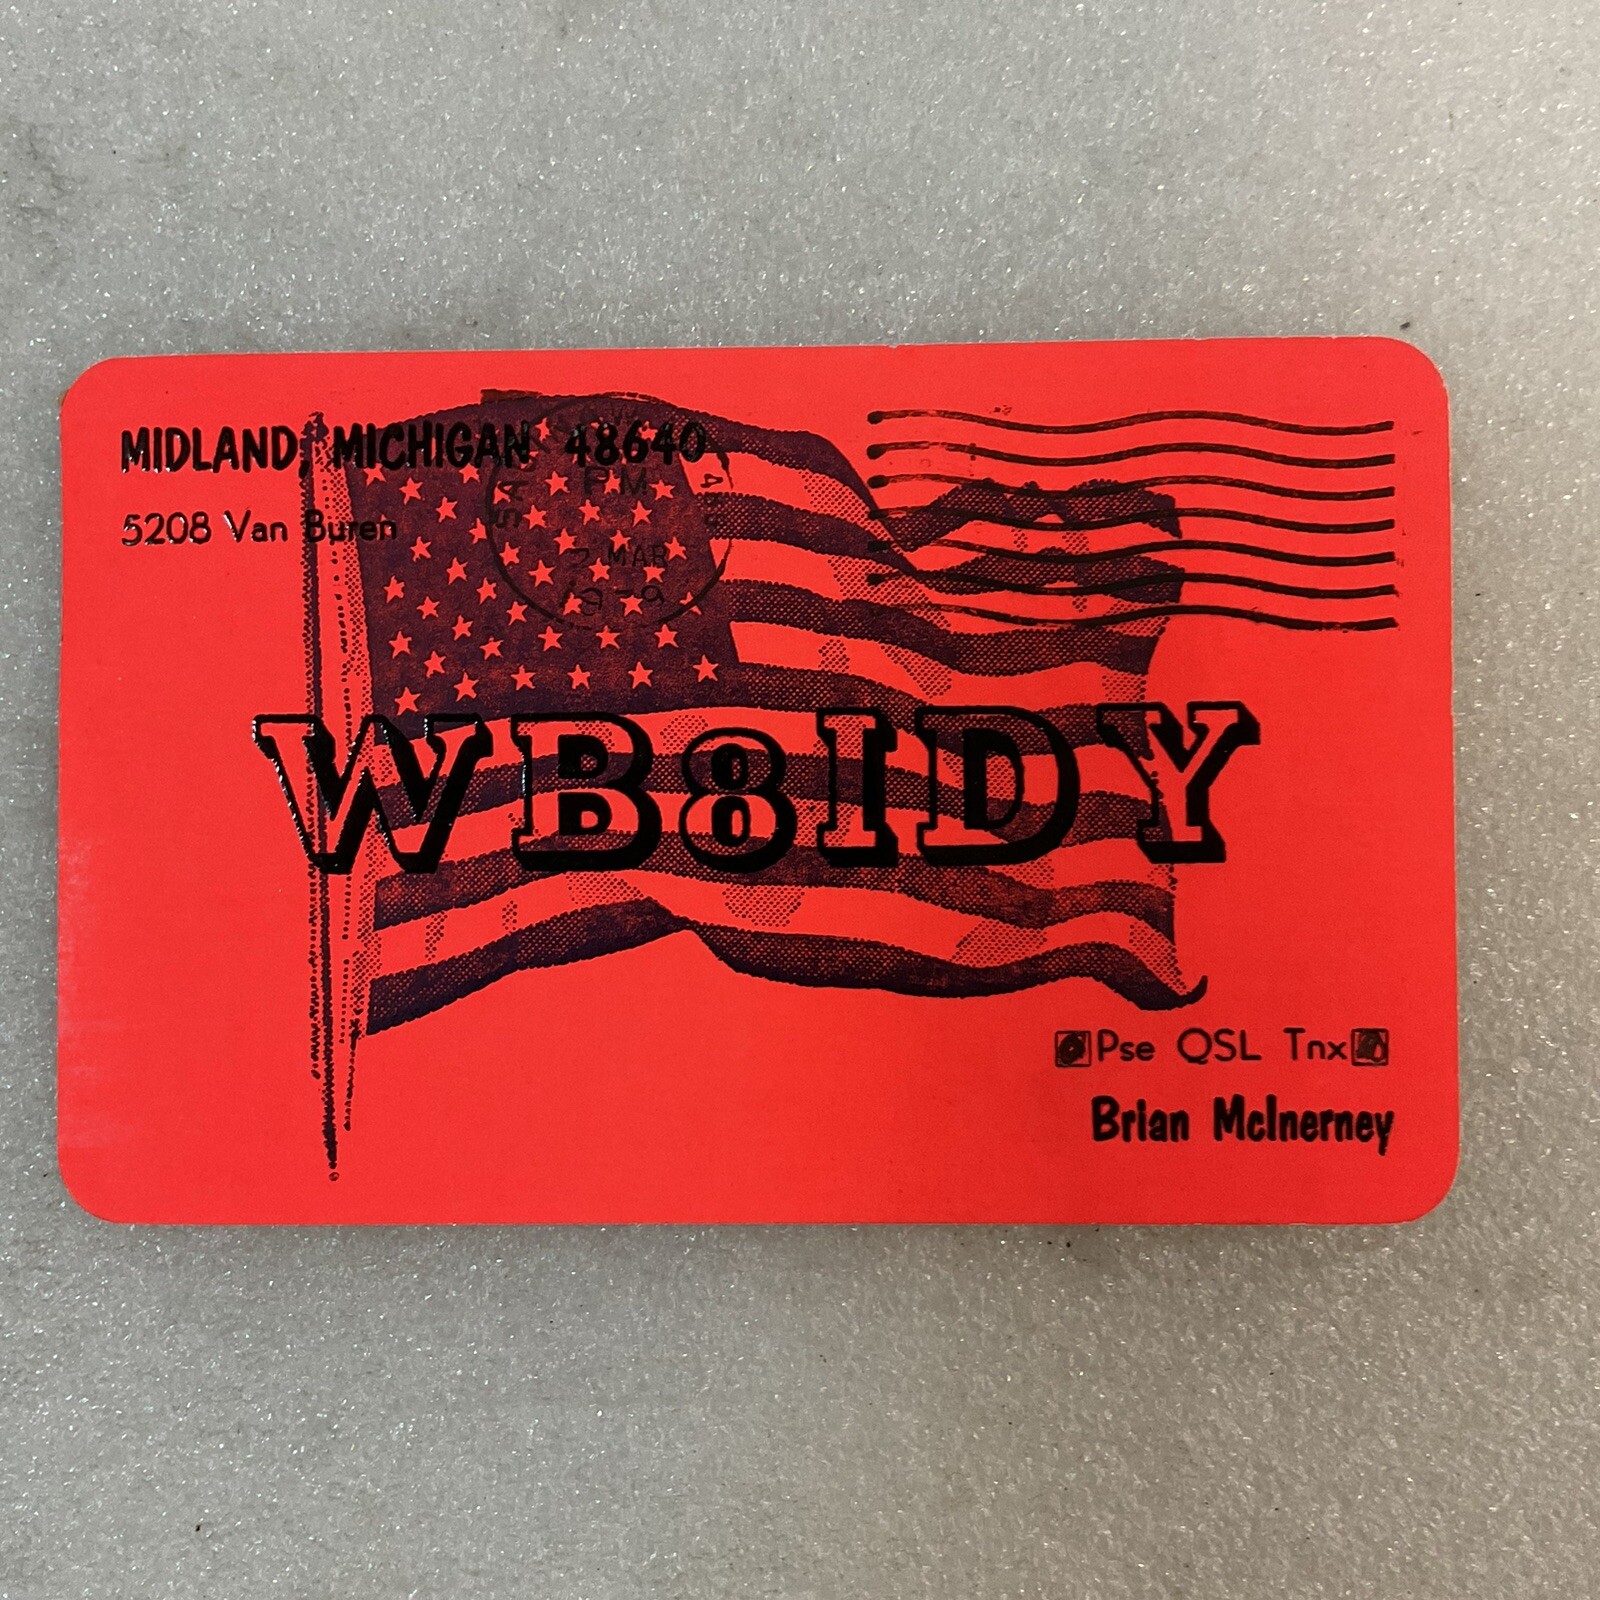 MIDLAND, MICHIGAN 48640
5208 Van Buren
PM
MAR
WB8IDY
Pse QSL Tnx
Brian McInerney